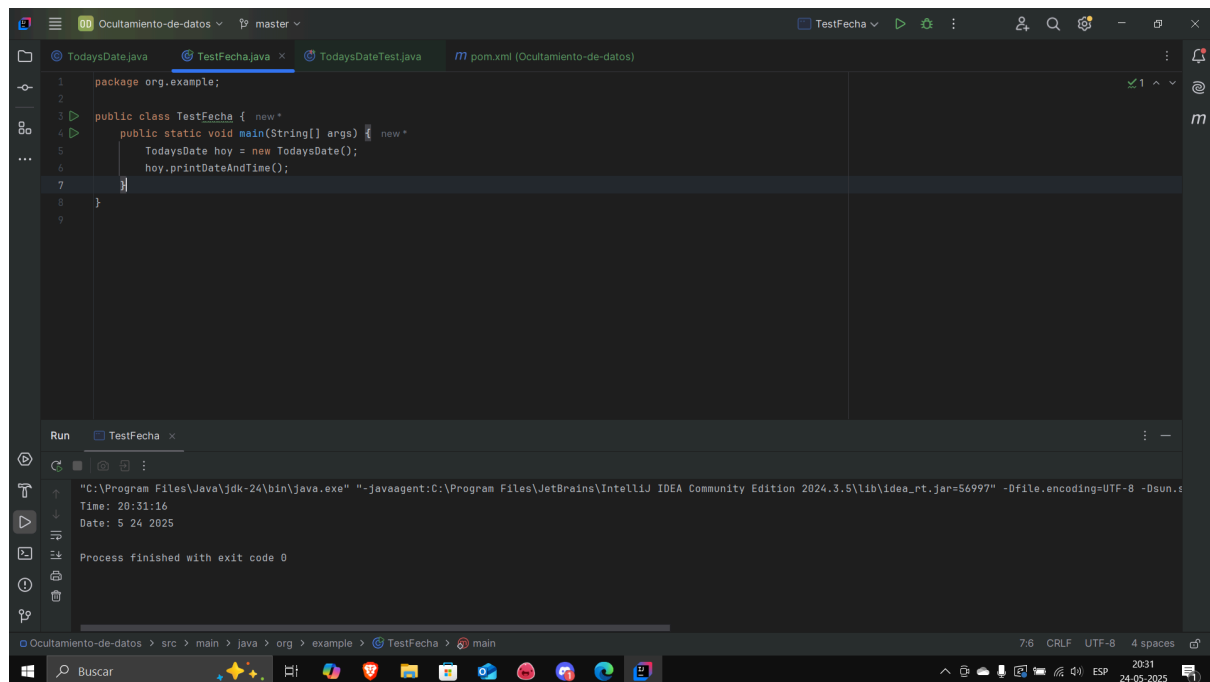 OD Ocultamiento-de-datos master TestFecha
TodaysDate.java TestFecha.java TodaysDateTest.java m pom.xml (Ocultamiento-de-datos)
1 package org.example;
1
2
3 public class TestFecha { new *
4 public static void main(String[] args) { new *
5 TodaysDate hoy = new TodaysDate();
6 hoy.printDateAndTime();
7 }
8 }
9
m
Run TestFecha
"C:\Program Files\Java\jdk-24\bin\java.exe" "-javaagent:C:\Program Files\JetBrains\IntelliJ IDEA Community Edition 2024.3.5\lib\idea_rt.jar=56997" -Dfile.encoding=UTF-8 -Dsun.s
Time: 20:31:16
Date: 5 24 2025
Process finished with exit code 0
Ocultamiento-de-datos > src > main > java > org > example > TestFecha > main 7:6 CRLF UTF-8 4 spaces
Buscar ESP 20:31
24-05-2025